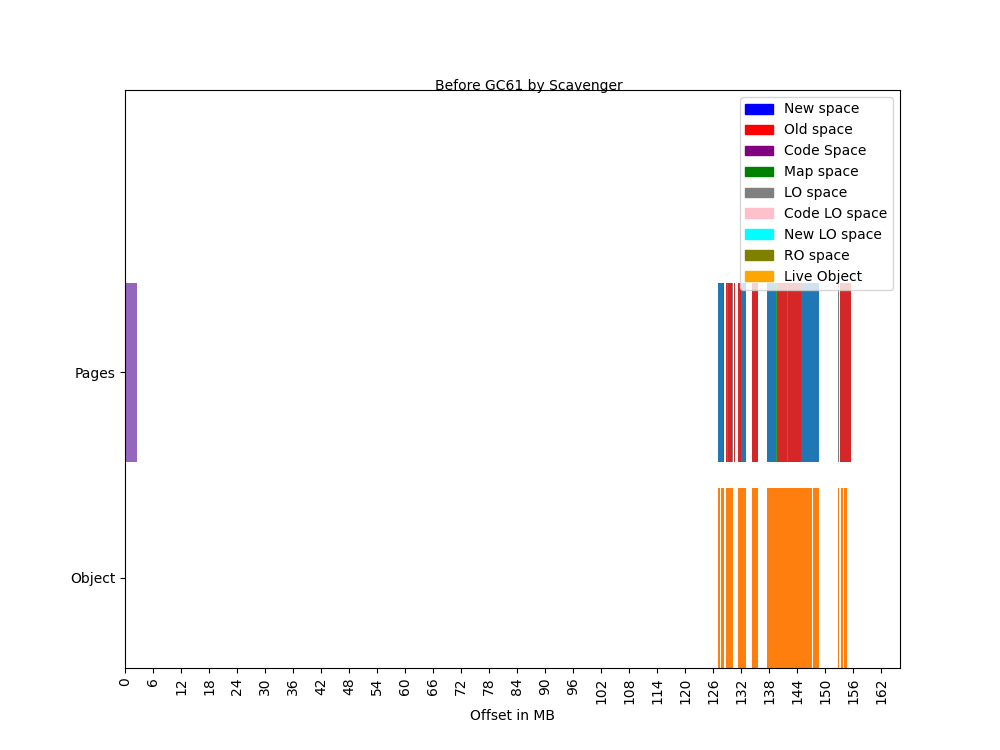 Before GC61 by Scavenger
New space
Old space
Code Space
Map space
LO space
Code LO space
New LO space
RO space
Live Object
Pages
Object
0 6 12 18 24 30 36 42 48 54 60 66 72 78 84 90 96 102 108 114 120 126 132 138 144 150 156 162
Offset in MB